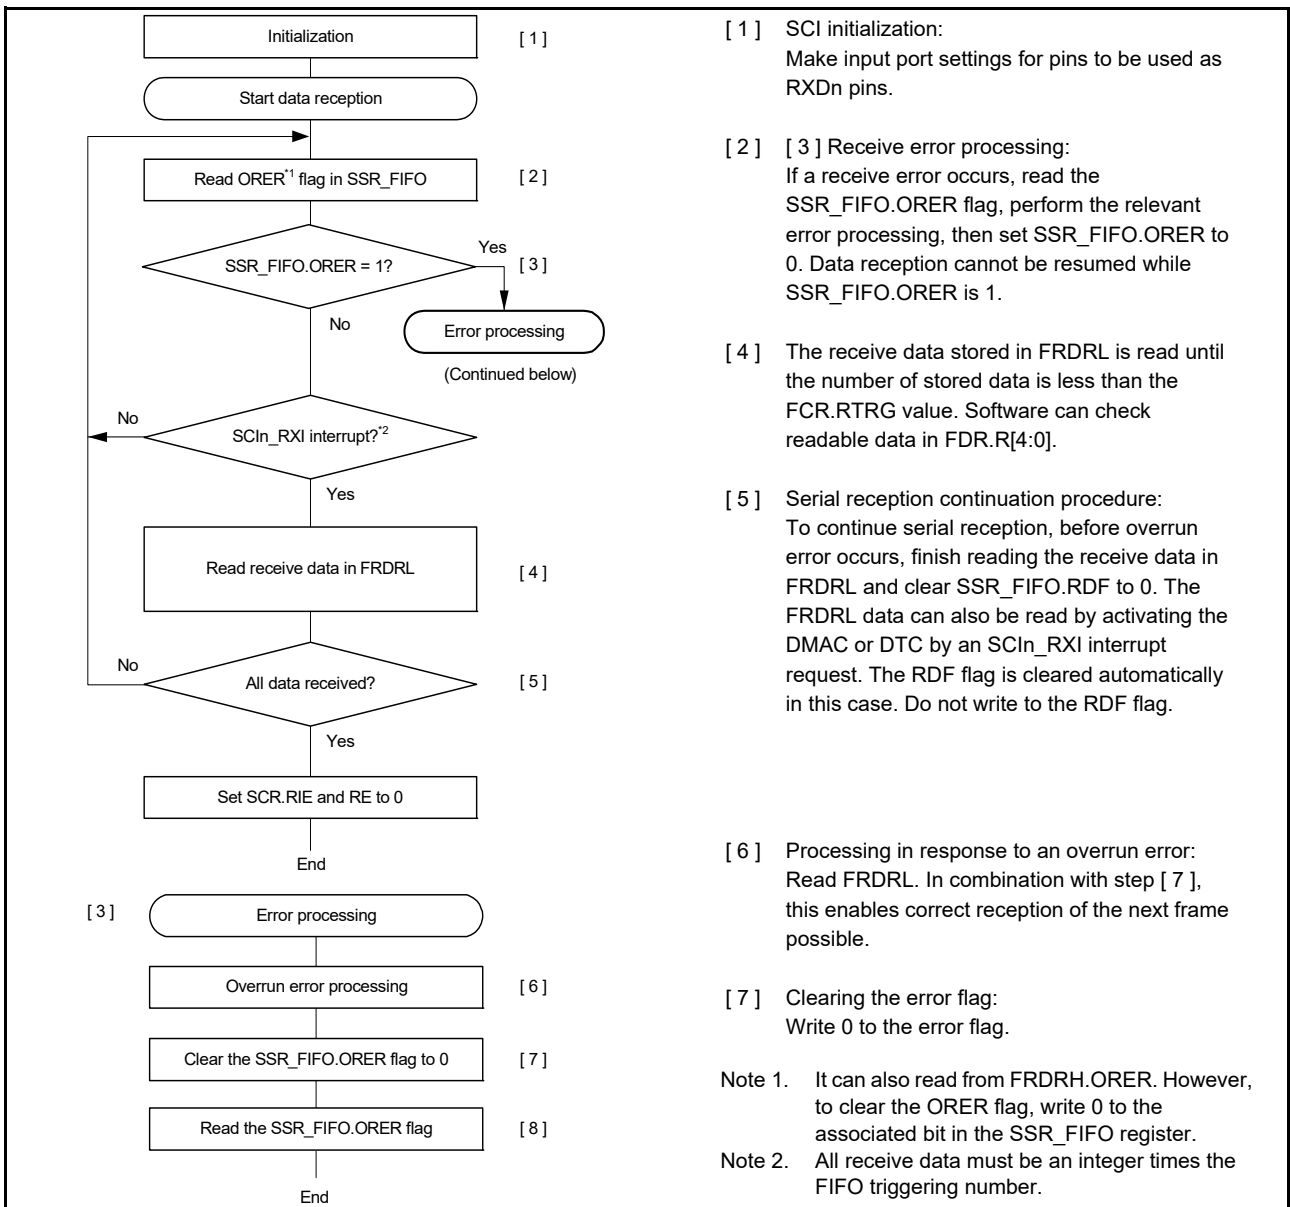 Initialization
[ 1 ]
Start data reception
Read ORER*1 flag in SSR_FIFO
[ 2 ]
SSR_FIFO.ORER = 1?
Yes
[ 3 ]
No
Error processing
(Continued below)
No
SCIn_RXI interrupt?*2
Yes
Read receive data in FRDRL
[ 4 ]
No
All data received?
[ 5 ]
Yes
Set SCR.RIE and RE to 0
End
[ 3 ]
Error processing
Overrun error processing
[ 6 ]
Clear the SSR_FIFO.ORER flag to 0
[ 7 ]
Read the SSR_FIFO.ORER flag
[ 8 ]
End
[ 1 ] SCI initialization:
Make input port settings for pins to be used as
RXDn pins.
[ 2 ] [ 3 ] Receive error processing:
If a receive error occurs, read the
SSR_FIFO.ORER flag, perform the relevant
error processing, then set SSR_FIFO.ORER to
0. Data reception cannot be resumed while
SSR_FIFO.ORER is 1.
[ 4 ] The receive data stored in FRDRL is read until
the number of stored data is less than the
FCR.RTRG value. Software can check
readable data in FDR.R[4:0].
[ 5 ] Serial reception continuation procedure:
To continue serial reception, before overrun
error occurs, finish reading the receive data in
FRDRL and clear SSR_FIFO.RDF to 0. The
FRDRL data can also be read by activating the
DMAC or DTC by an SCIn_RXI interrupt
request. The RDF flag is cleared automatically
in this case. Do not write to the RDF flag.
[ 6 ] Processing in response to an overrun error:
Read FRDRL. In combination with step [ 7 ],
this enables correct reception of the next frame
possible.
[ 7 ] Clearing the error flag:
Write 0 to the error flag.
Note 1. It can also read from FRDRH.ORER. However,
to clear the ORER flag, write 0 to the
associated bit in the SSR_FIFO register.
Note 2. All receive data must be an integer times the
FIFO triggering number.